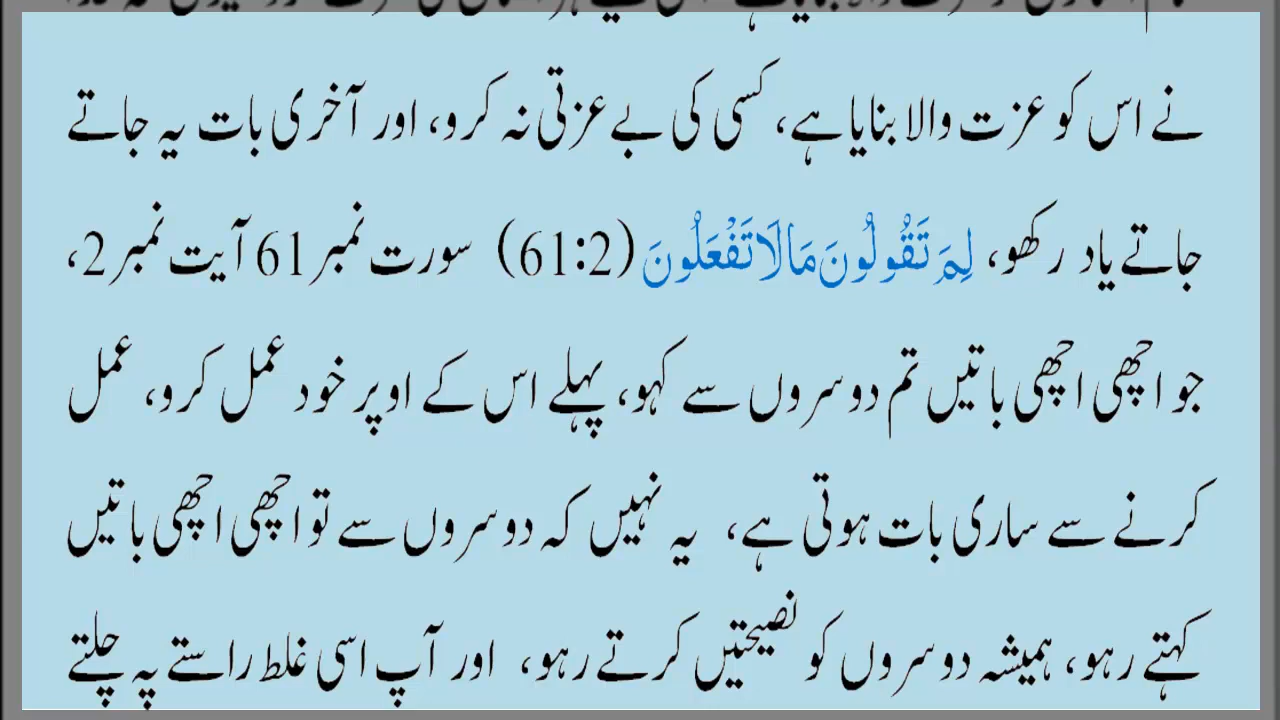 نے اس کو عزت والا بنایا ہے، کسی کی بے عزتی نہ کرو، اور آخری بات یہ جاتے
جاتے یاد رکھو، لِمَ تَقُولُونَ مَا لَا تَفْعَلُونَ (61:2) سورت نمبر 61 آیت نمبر 2،
جو اچھی اچھی باتیں تم دوسروں سے کہو، پہلے اس کے اوپر خود عمل کرو، عمل
کرنے سے ساری بات ہوتی ہے، یہ نہیں کہ دوسروں سے تو اچھی اچھی باتیں
کہتے رہو، ہمیشہ دوسروں کو نصیحتیں کرتے رہو، اور آپ اسی غلط راستے پہ چلتے